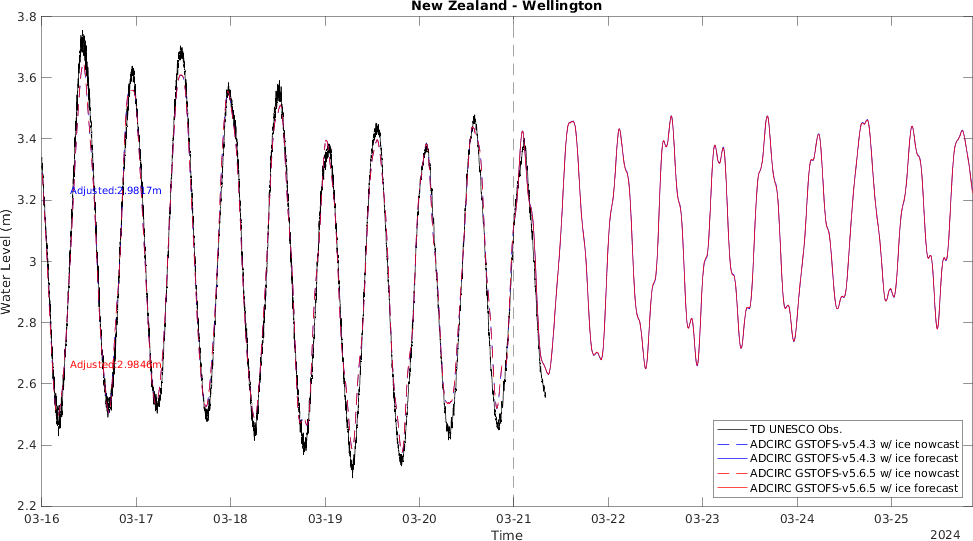 New Zealand - Wellington
3.8
3.6
3.4
3.2
3
2.8
2.6
2.4
2.2
Water Level (m)
Adjusted:2.9817m
Adjusted:2.9846m
TD UNESCO Obs.
ADCIRC GSTOFS-v5.4.3 w/ ice nowcast
ADCIRC GSTOFS-v5.4.3 w/ ice forecast
ADCIRC GSTOFS-v5.6.5 w/ ice nowcast
ADCIRC GSTOFS-v5.6.5 w/ ice forecast
03-16 03-17 03-18 03-19 03-20 03-21 03-22 03-23 03-24 03-25
Time
2024